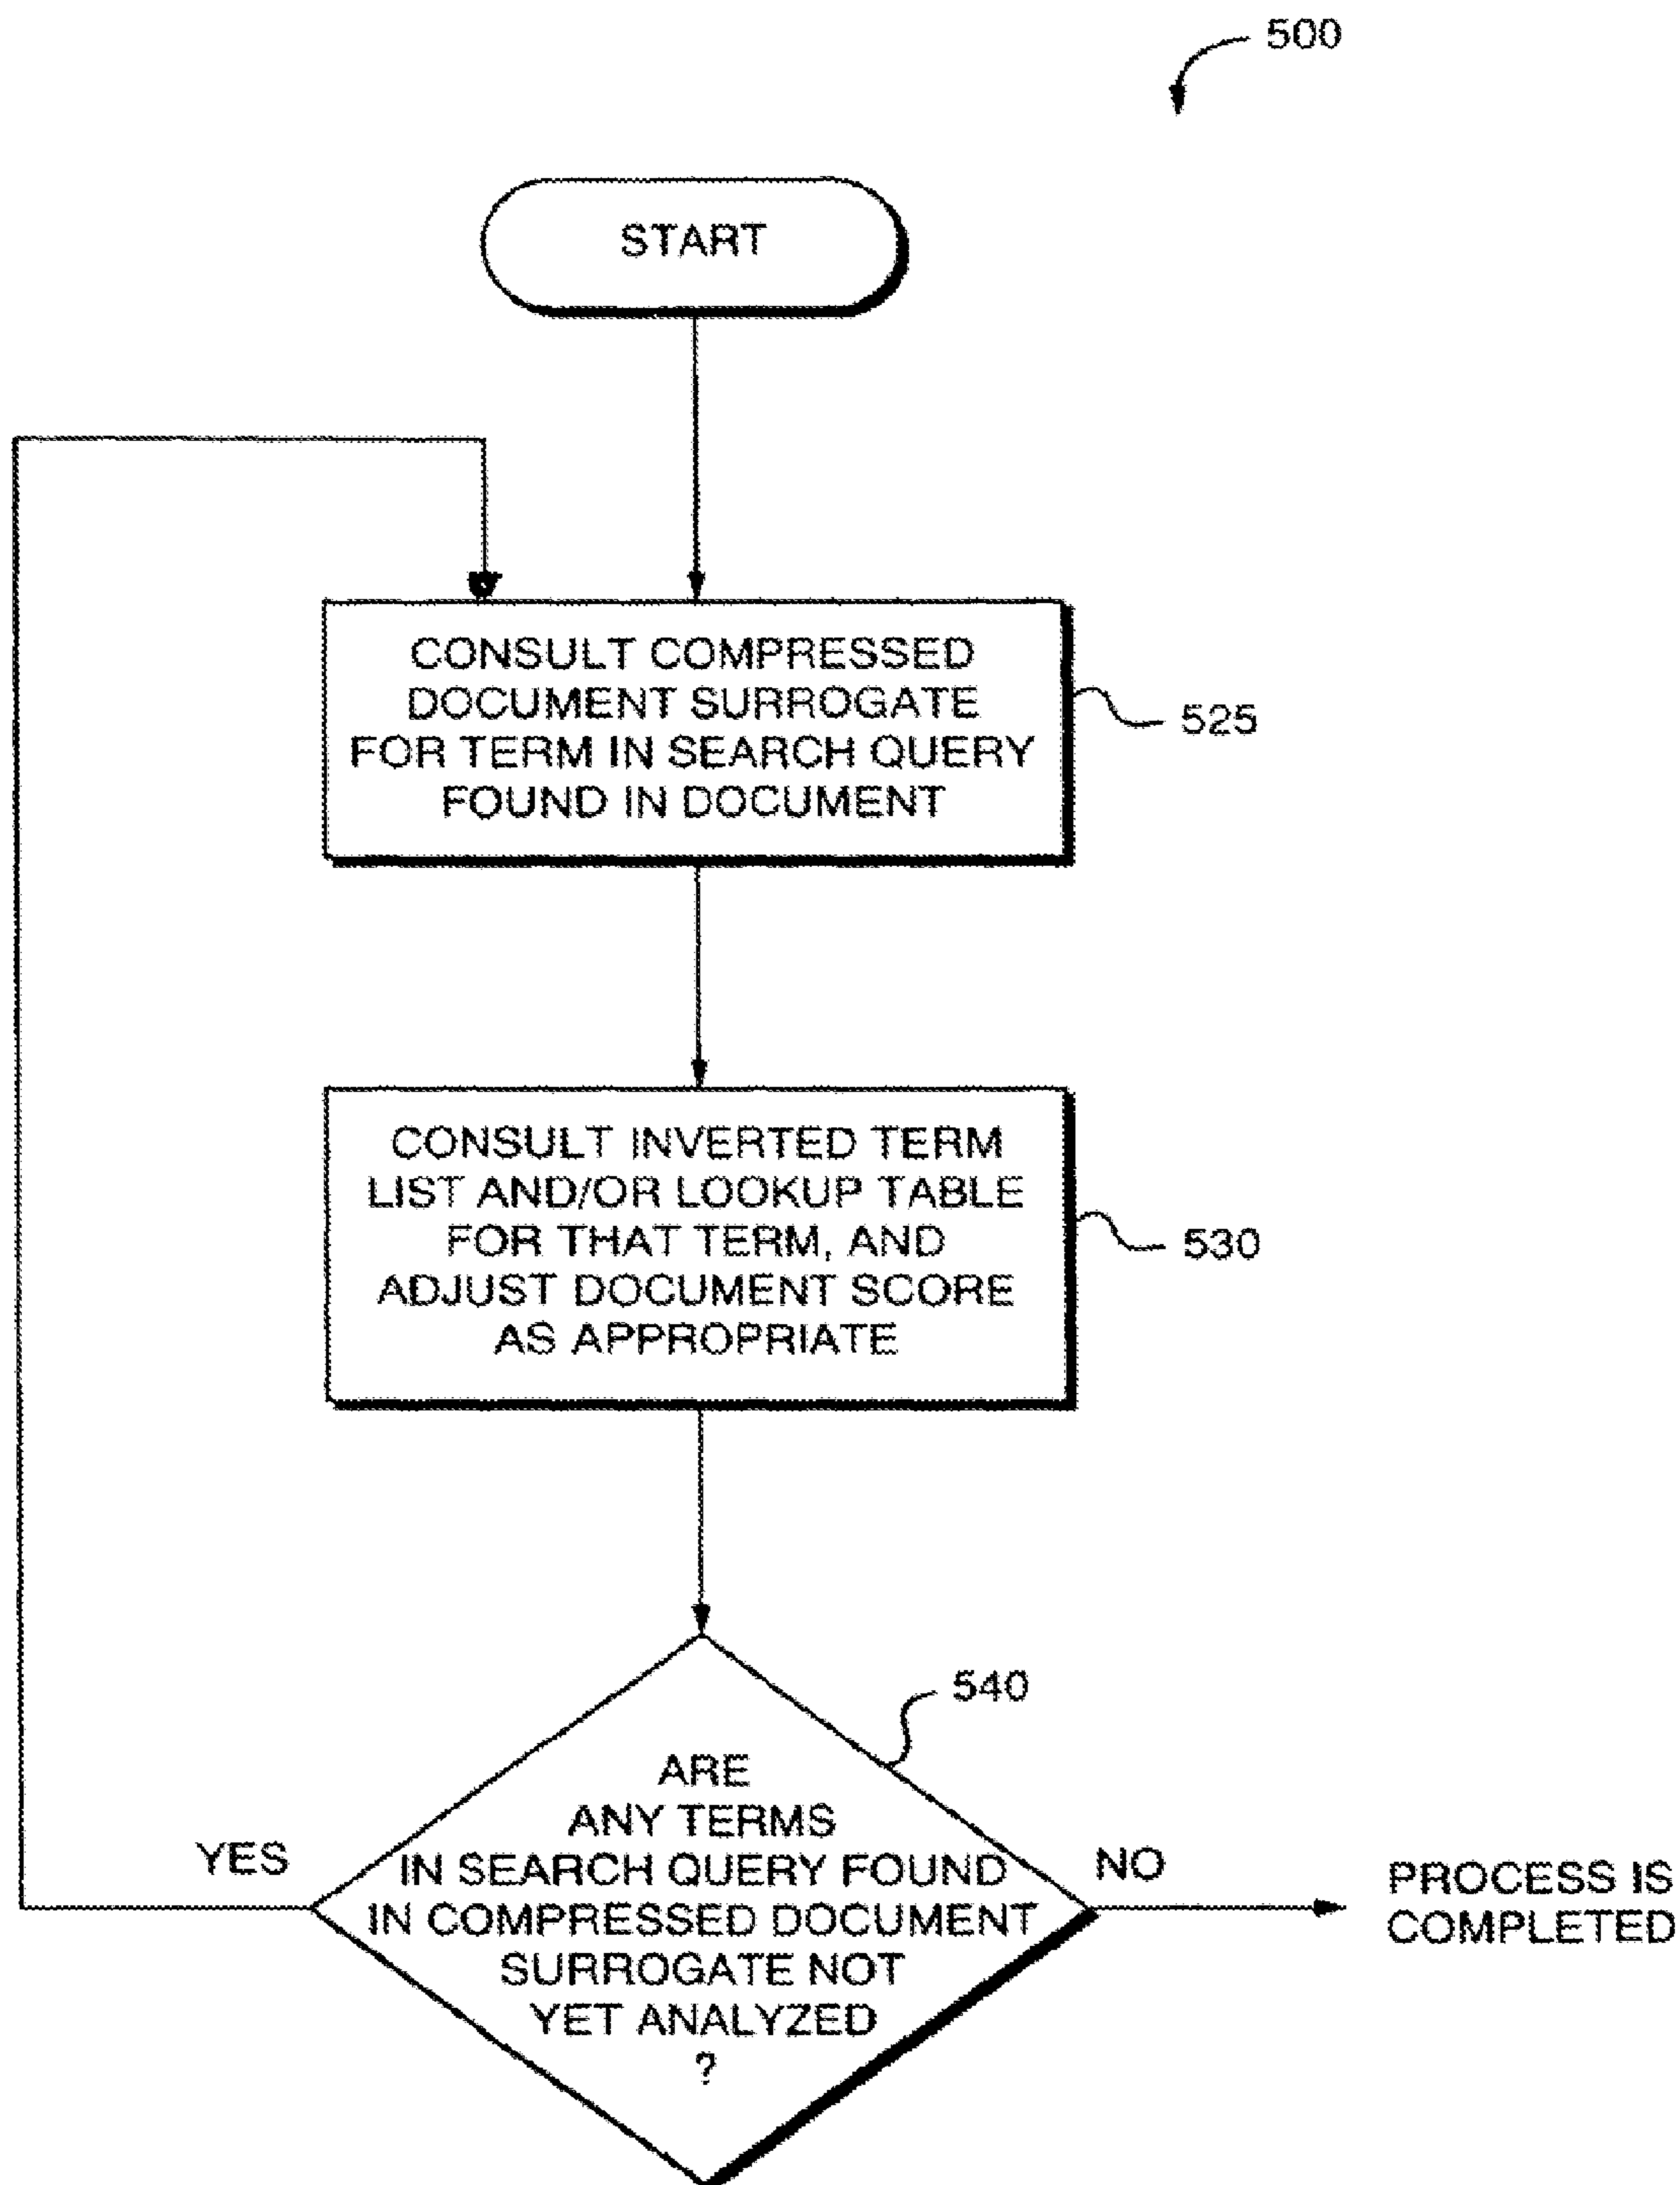 500
START
CONSULT COMPRESSED
DOCUMENT SURROGATE
FOR TERM IN SEARCH QUERY
FOUND IN DOCUMENT
525
CONSULT INVERTED TERM
LIST AND/OR LOOKUP TABLE
FOR THAT TERM, AND
ADJUST DOCUMENT SCORE
AS APPROPRIATE
530
540
ARE
ANY TERMS
IN SEARCH QUERY FOUND
IN COMPRESSED DOCUMENT
SURROGATE NOT
YET ANALYZED
?
YES
NO
PROCESS IS
COMPLETED